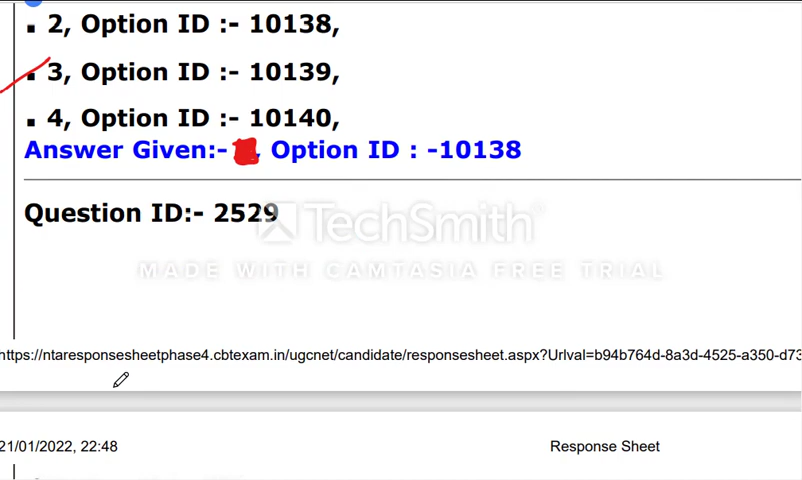 ▪ 2, Option ID :- 10138,
▪ 3, Option ID :- 10139,
▪ 4, Option ID :- 10140,
Answer Given:- , Option ID : -10138
Question ID:- 2529
TechSmith
MADE WITH CAMTASIA FREE TRIAL
https://ntaresponsesheetphase4.cbtexam.in/ugcnet/candidate/responsesheet.aspx?Urlval=b94b764d-8a3d-4525-a350-d73
21/01/2022, 22:48 Response Sheet